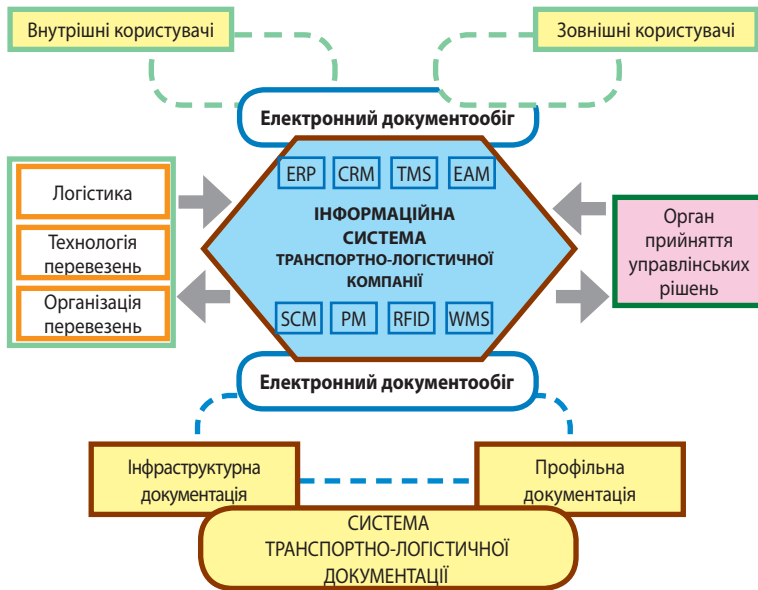 Внутрішні користувачі
Зовнішні користувачі
Електронний документообіг
ERP CRM TMS EAM
ІНФОРМАЦІЙНА
СИСТЕМА
ТРАНСПОРТНО-ЛОГІСТИЧНОЇ
КОМПАНІЇ
SCM PM RFID WMS
Логістика
Технологія
перевезень
Організація
перевезень
Орган
прийняття
управлінських
рішень
Електронний документообіг
Інфраструктурна
документація
Профільна
документація
СИСТЕМА
ТРАНСПОРТНО-ЛОГІСТИЧНОЇ
ДОКУМЕНТАЦІЇ